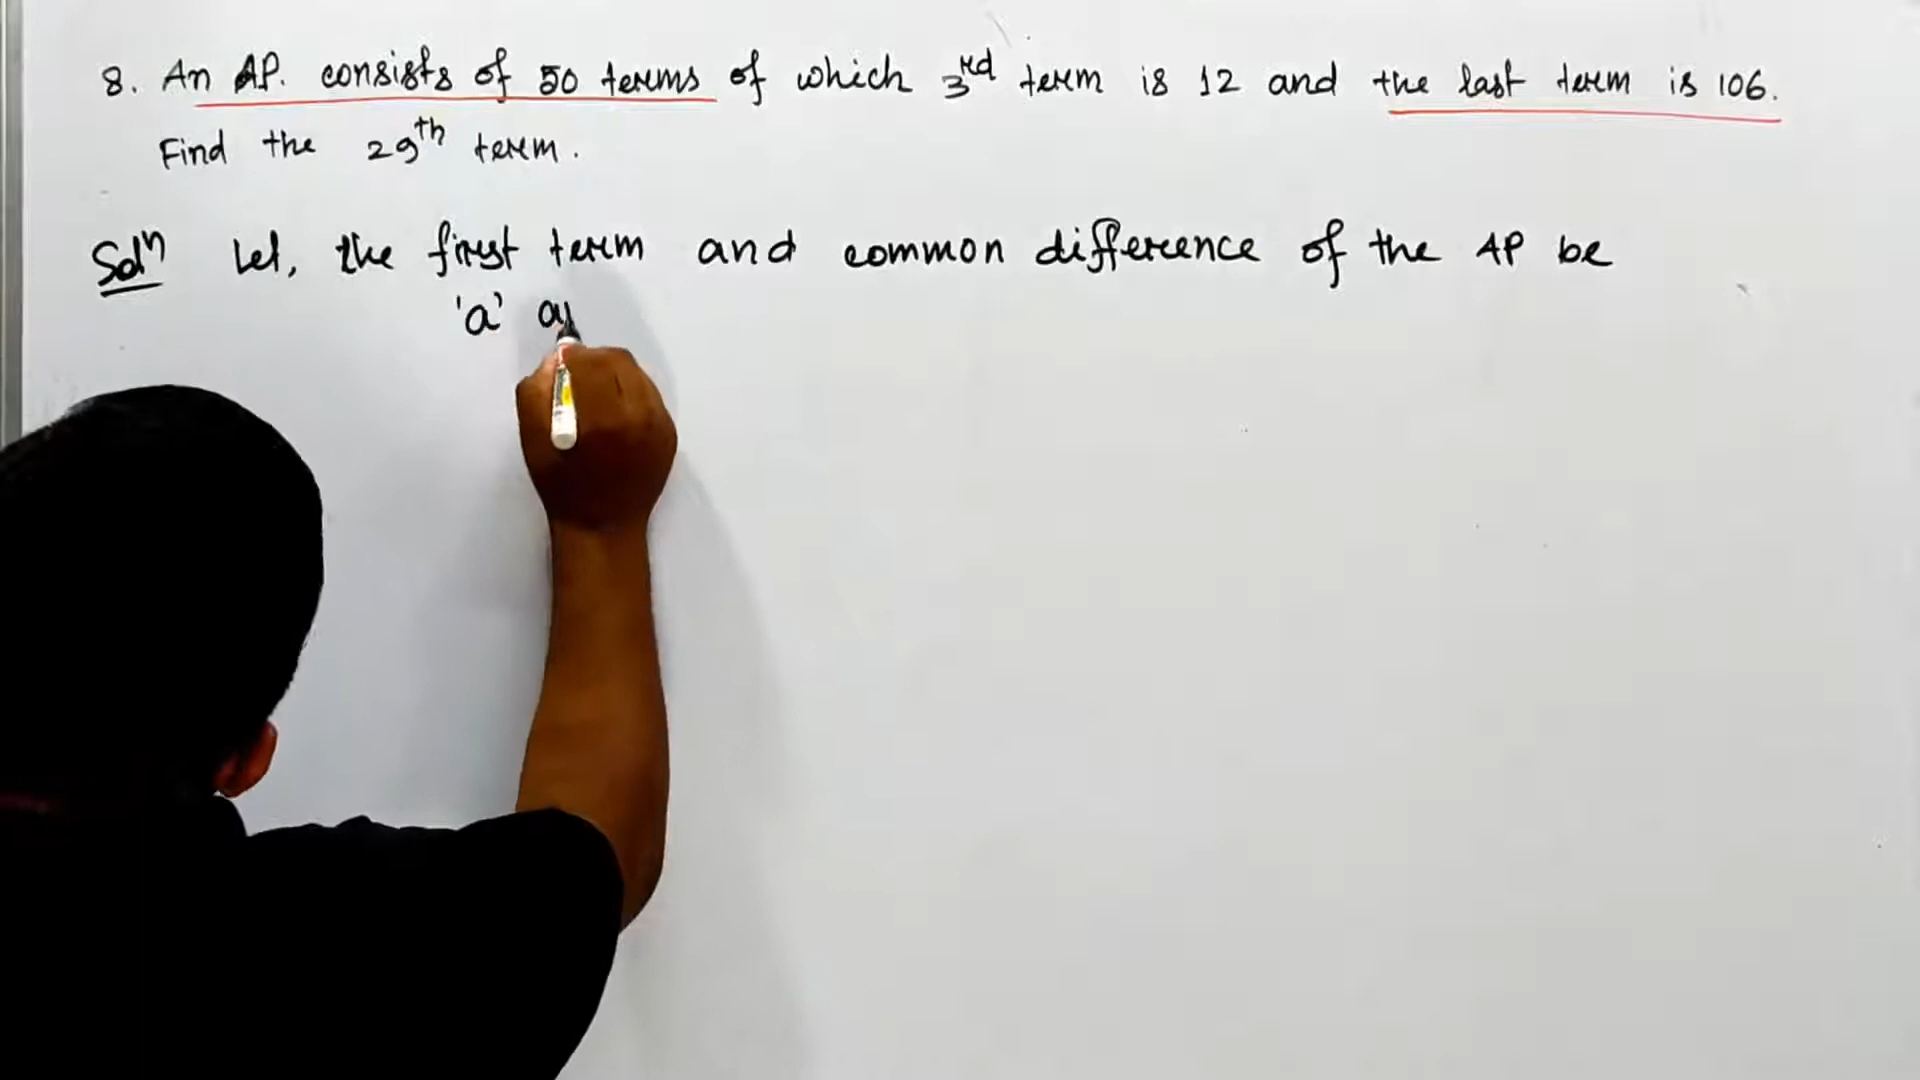 8. An AP. consists of 50 terms of which 3rd term is 12 and the last term is 106.
Find the 29th term.
Solⁿ Let, the first term and common difference of the AP be
'a'